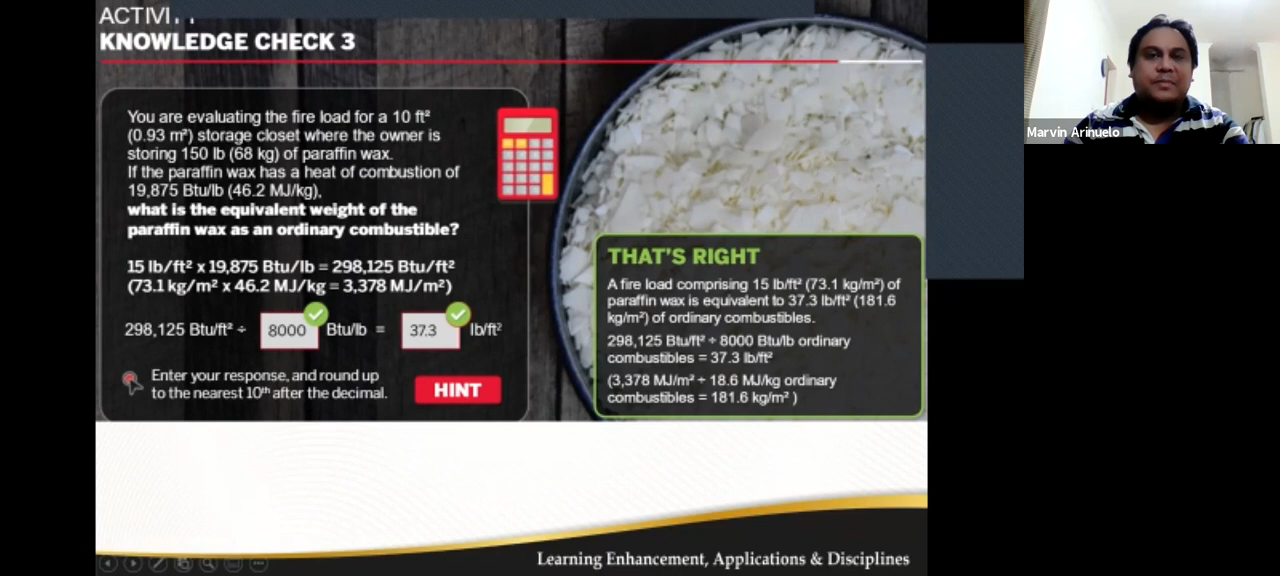 ACTIVI
KNOWLEDGE CHECK 3
You are evaluating the fire load for a 10 ft²
(0.93 m²) storage closet where the owner is
storing 150 lb (68 kg) of paraffin wax.
If the paraffin wax has a heat of combustion of
19,875 Btu/lb (46.2 MJ/kg),
what is the equivalent weight of the
paraffin wax as an ordinary combustible?
15 lb/ft² x 19,875 Btu/lb = 298,125 Btu/ft²
(73.1 kg/m² x 46.2 MJ/kg = 3,378 MJ/m²)
298,125 Btu/ft² ÷ 8000 Btu/lb = 37.3 lb/ft²
Enter your response, and round up
to the nearest 10th after the decimal.
HINT
THAT'S RIGHT
A fire load comprising 15 lb/ft² (73.1 kg/m²) of
paraffin wax is equivalent to 37.3 lb/ft² (181.6
kg/m²) of ordinary combustibles.
298,125 Btu/ft² ÷ 8000 Btu/lb ordinary
combustibles = 37.3 lb/ft²
(3,378 MJ/m² ÷ 18.6 MJ/kg ordinary
combustibles = 181.6 kg/m² )
Marvin Arinuelo
Learning Enhancement, Applications & Disciplines